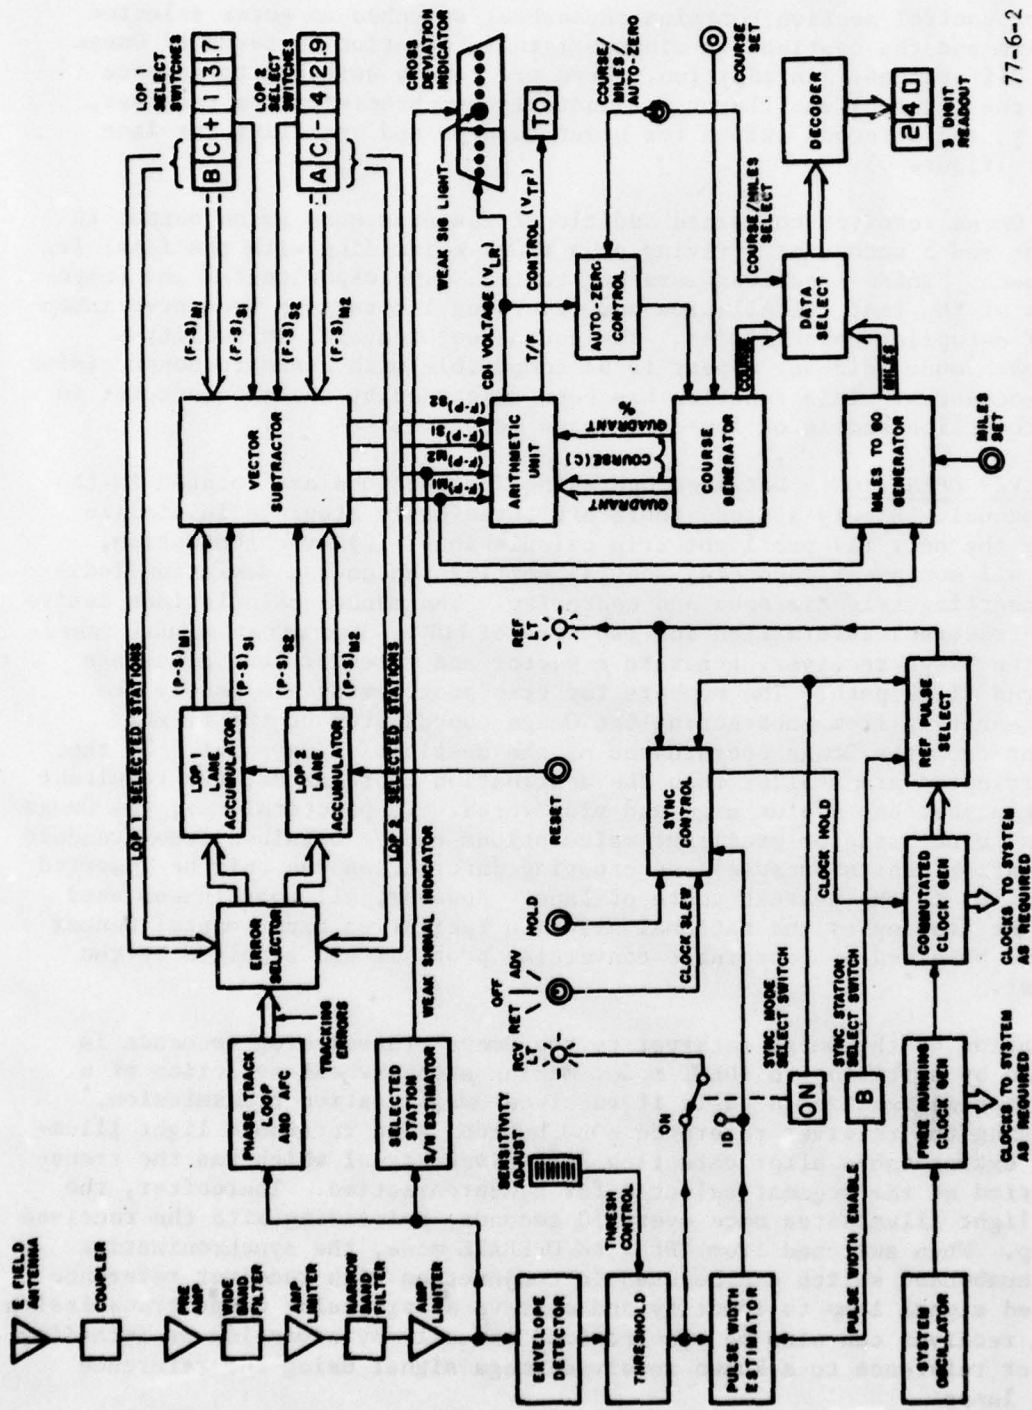 E FIELD
ANTENNA
COUPLER
PRE
AMP
WIDE
BAND
FILTER
AMP
LIMITER
NARROW
BAND
FILTER
AMP
LIMITER
PHASE TRACK
LOOP
AND AFC
TRACKING
ERRORS
ERROR
SELECTOR
SELECTED
STATION
S/N ESTIMATOR
WEAK SIGNAL INDICATOR
LOP 1 SELECTED STATIONS
LOP 2 SELECTED STATIONS
LOP 1
LANE
ACCUMULATOR
LOP 2
LANE
ACCUMULATOR
(P-S)M1
(P-S)S1
(P-S)S2
(P-S)M2
VECTOR
SUBTRACTOR
(F-S)M1
(F-S)S1
(F-S)S2
(F-S)M2
LOP 1
SELECT
SWITCHES
B C + 1 3 7
LOP 2
SELECT
SWITCHES
A C - 4 2 9
CROSS
DEVIATION
INDICATOR
WEAK SIG LIGHT
CDI VOLTAGE (VLR)
T/F CONTROL (VTF)
TO
(F-P)M1
(F-P)M2
(F-P)S1
(F-P)S2
ARITHMETIC
UNIT
AUTO-ZERO
CONTROL
COURSE/
MILES/
AUTO-ZERO
COURSE
SET
QUADRANT
COURSE(C)
QUADRANT
%
COURSE
GENERATOR
COURSE
COURSE/MILES
SELECT
DATA
SELECT
DECODER
2 4 0
3 DIGIT
READOUT
MILES TO GO
GENERATOR
MILES
MILES
SET
ENVELOPE
DETECTOR
SENSITIVITY
ADJUST
THRESH
CONTROL
THRESHOLD
PULSE WIDTH
ESTIMATOR
ON
RCV
LT
RET OFF ADV
HOLD
RESET
REF
LT
CLOCK SLEW
SYNC
CONTROL
SYNC MODE
SELECT SWITCH
ON
SYNC STATION
SELECT SWITCH
B
PULSE WIDTH ENABLE
CLOCK HOLD
REF PULSE
SELECT
SYSTEM
OSCILLATOR
FREE
RUNNING
CLOCK GEN
CLOCKS TO SYSTEM
AS REQUIRED
COMMUTATED
CLOCK GEN
CLOCKS TO SYSTEM
AS REQUIRED
77-6-2